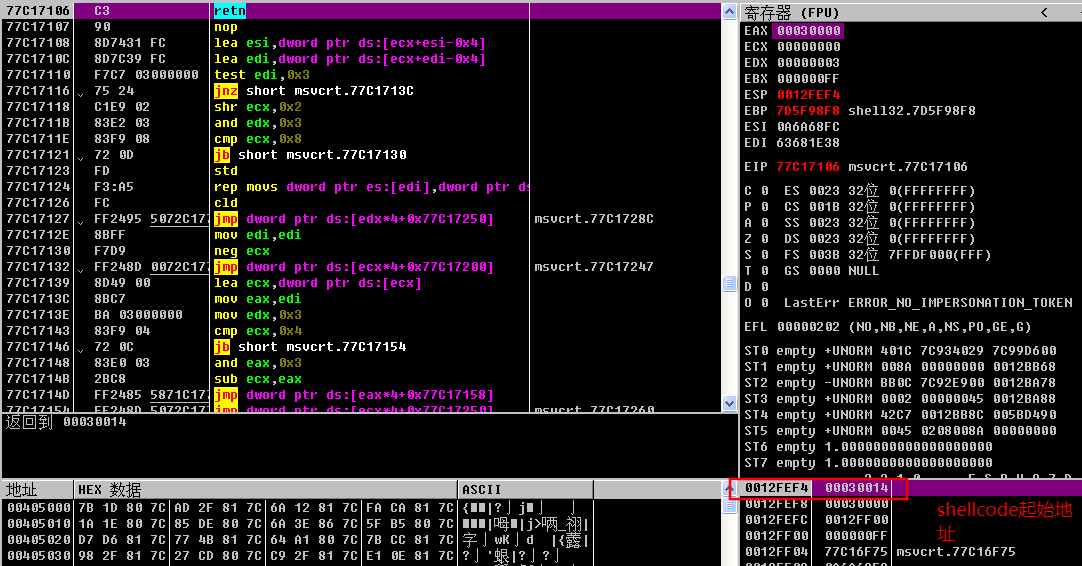 77C17106 C3 retn
77C17107 90 nop
77C17108 8D7431 FC lea esi,dword ptr ds:[ecx+esi-0x4]
77C1710C 8D7C39 FC lea edi,dword ptr ds:[ecx+edi-0x4]
77C17110 F7C7 03000000 test edi,0x3
77C17116 75 24 jnz short msvcrt.77C1713C
77C17118 C1E9 02 shr ecx,0x2
77C1711B 83E2 03 and edx,0x3
77C1711E 83F9 08 cmp ecx,0x8
77C17121 72 0D jb short msvcrt.77C17130
77C17123 FD std
77C17124 F3:A5 rep movs dword ptr es:[edi],dword ptr ds
77C17126 FC cld
77C17127 FF2495 5072C177 jmp dword ptr ds:[edx*4+0x77C17250] msvcrt.77C1728C
77C1712E 8BFF mov edi,edi
77C17130 F7D9 neg ecx
77C17132 FF248D 0072C177 jmp dword ptr ds:[ecx*4+0x77C17200] msvcrt.77C17247
77C17139 8D49 00 lea ecx,dword ptr ds:[ecx]
77C1713C 8BC7 mov eax,edi
77C1713E BA 03000000 mov edx,0x3
77C17143 83F9 04 cmp ecx,0x4
77C17146 72 0C jb short msvcrt.77C17154
77C17148 83E0 03 and eax,0x3
77C1714B 2BC8 sub ecx,eax
77C1714D FF2485 5871C177 jmp dword ptr ds:[eax*4+0x77C17158]
77C17154 FF248D 5072C177 jmp dword ptr ds:[ecx*4+0x77C17250] msvcrt.77C17260
返回到 00030014
寄存器 (FPU) <
EAX 00030000
ECX 00000000
EDX 00000003
EBX 000000FF
ESP 0012FEF4
EBP 7D5F98F8 shell32.7D5F98F8
ESI 0A6A68FC
EDI 63681E38
EIP 77C17106 msvcrt.77C17106
C 0 ES 0023 32位 0(FFFFFFFF)
P 0 CS 001B 32位 0(FFFFFFFF)
A 0 SS 0023 32位 0(FFFFFFFF)
Z 0 DS 0023 32位 0(FFFFFFFF)
S 0 FS 003B 32位 7FFDF000(FFF)
T 0 GS 0000 NULL
D 0
O 0 LastErr ERROR_NO_IMPERSONATION_TOKEN
EFL 00000202 (NO,NB,NE,A,NS,PO,GE,G)
ST0 empty +UNORM 401C 7C934029 7C99D600
ST1 empty +UNORM 008A 00000000 0012BB68
ST2 empty -UNORM BB0C 7C92E900 0012BA78
ST3 empty +UNORM 0002 00000045 0012BA88
ST4 empty +UNORM 42C7 0012BB8C 005BD490
ST5 empty +UNORM 0045 0208008A 00000000
ST6 empty 1.0000000000000000000
ST7 empty 1.0000000000000000000
地址 HEX 数据 ASCII
00405000 7B 1D 80 7C AD 2F 81 7C 6A 12 81 7C FA CA 81 7C
00405010 1A 1E 80 7C 85 DE 80 7C 6A 3E 86 7C 5F B5 80 7C
00405020 D7 D6 81 7C 77 4B 81 7C 64 A1 80 7C 7B CC 81 7C
00405030 98 2F 81 7C 27 CD 80 7C C9 2F 81 7C E1 0E 81 7C
0012FEF4 00030014
0012FEF8 00030000
0012FEFC 0012FF00
0012FF00 000000FF
0012FF04 77C16F75 msvcrt.77C16F75
shellcode起始地
址